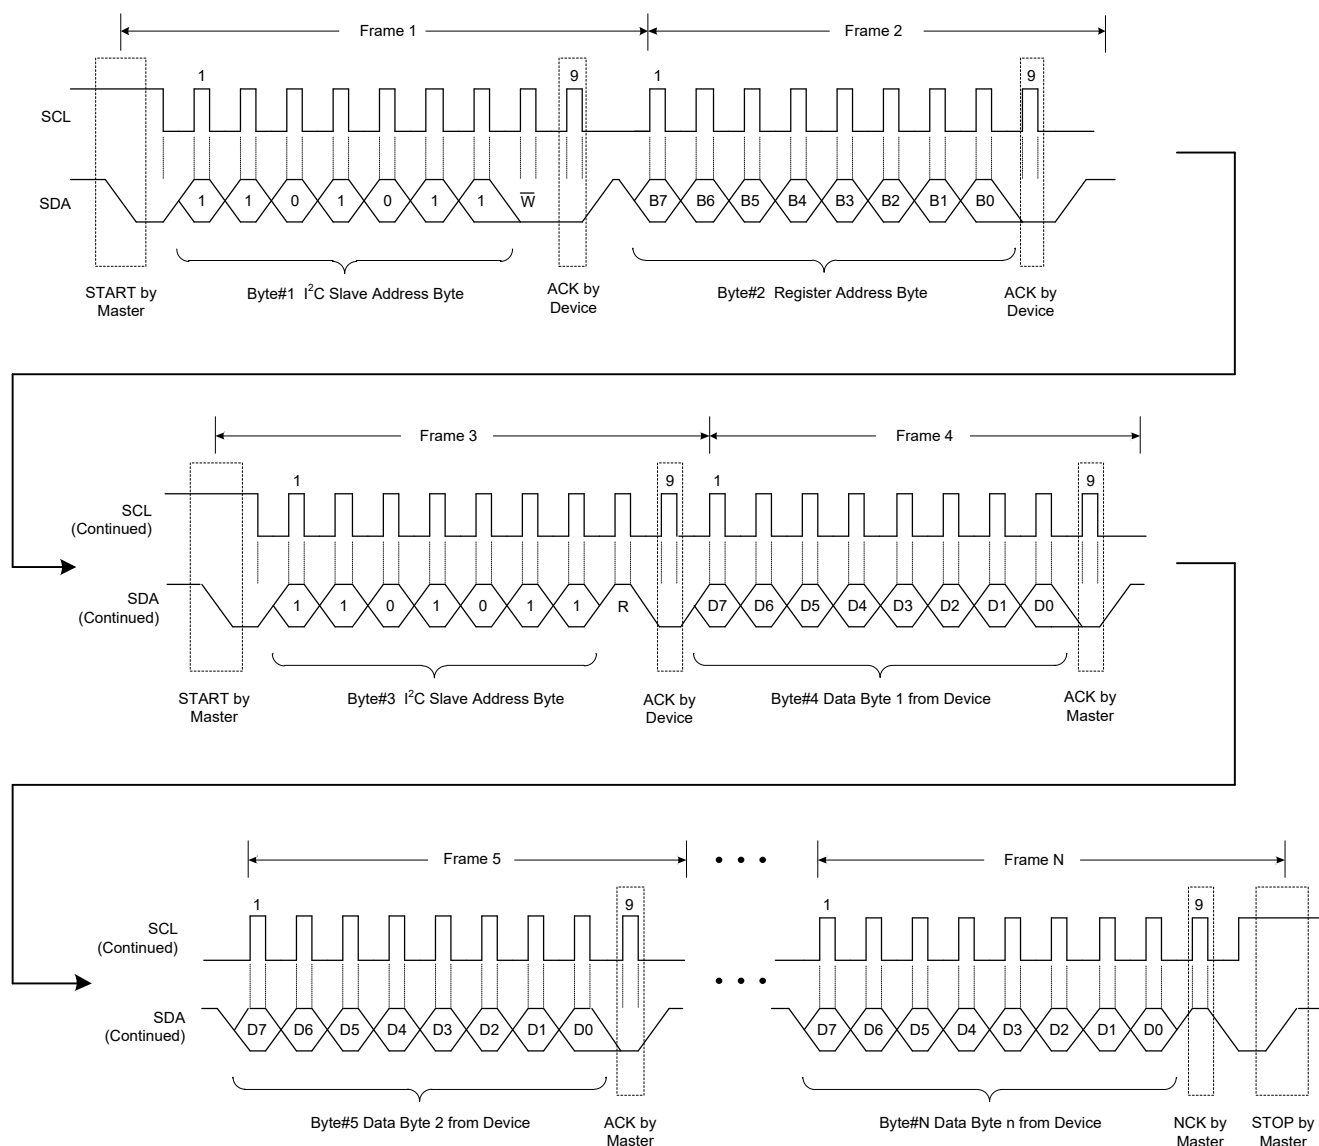 Frame 1 Frame 2
1 9 1 9
SCL
SDA 1 1 0 1 0 1 1 W̅ B7 B6 B5 B4 B3 B2 B1 B0
START by Master
Byte#1 I²C Slave Address Byte
ACK by Device
Byte#2 Register Address Byte
ACK by Device
Frame 3 Frame 4
1 9 1 9
SCL (Continued)
SDA (Continued) 1 1 0 1 0 1 1 R D7 D6 D5 D4 D3 D2 D1 D0
START by Master
Byte#3 I²C Slave Address Byte
ACK by Device
Byte#4 Data Byte 1 from Device
ACK by Master
Frame 5 • • • Frame N
1 9 1 9
SCL (Continued)
• • •
SDA (Continued) D7 D6 D5 D4 D3 D2 D1 D0 D7 D6 D5 D4 D3 D2 D1 D0
Byte#5 Data Byte 2 from Device
ACK by Master
Byte#N Data Byte n from Device
NCK by Master
STOP by Master